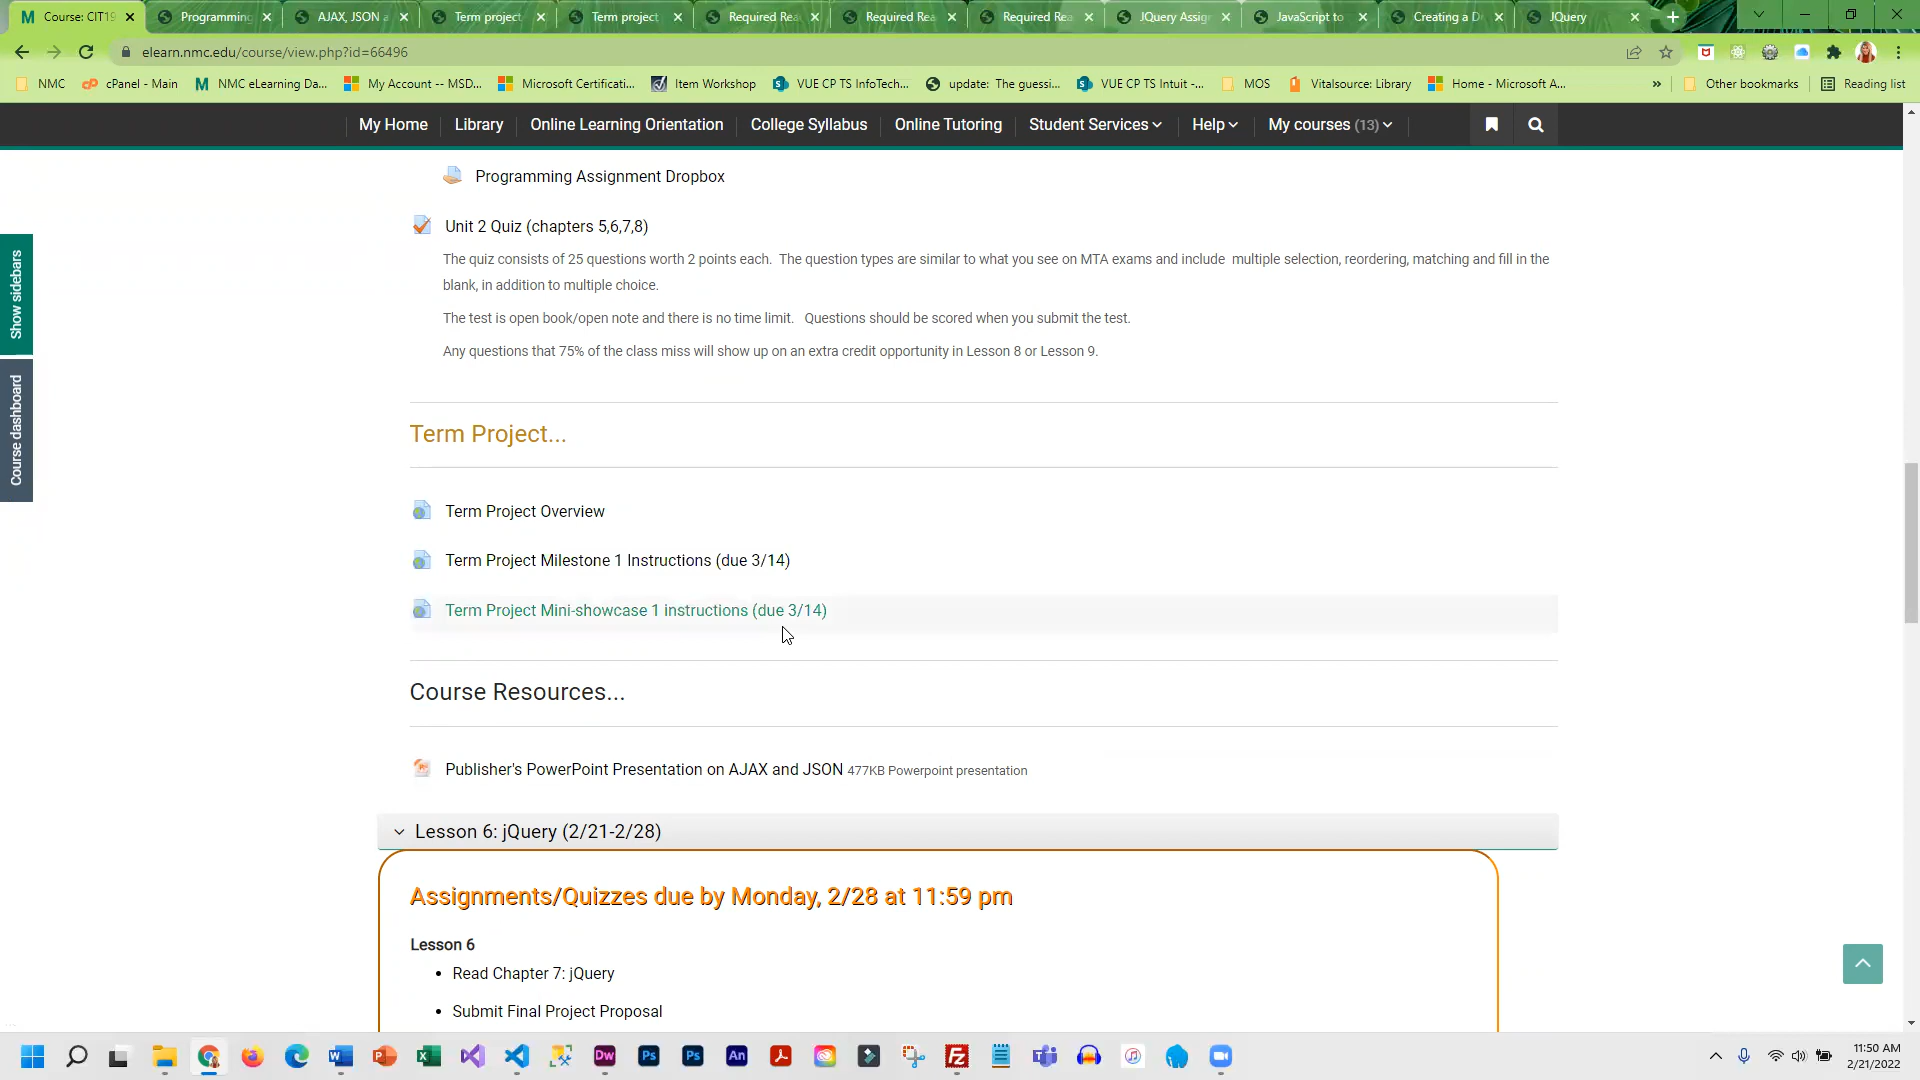 Course: CIT19
Programming
AJAX, JSON a
Term project
Term project
Required Rea
Required Rea
Required Rea
JQuery Assig
JavaScript to
Creating a D
JQuery
elearn.nmc.edu/course/view.php?id=66496
NMC
cPanel - Main
NMC eLearning Da...
My Account -- MSD...
Microsoft Certificati...
Item Workshop
VUE CP TS InfoTech...
update: The guessi...
VUE CP TS Intuit -...
MOS
Vitalsource: Library
Home - Microsoft A...
»
Other bookmarks
Reading list
My Home
Library
Online Learning Orientation
College Syllabus
Online Tutoring
Student Services
Help
My courses (13)
Show sidebars
Course dashboard
Programming Assignment Dropbox
Unit 2 Quiz (chapters 5,6,7,8)
The quiz consists of 25 questions worth 2 points each. The question types are similar to what you see on MTA exams and include multiple selection, reordering, matching and fill in the
blank, in addition to multiple choice.
The test is open book/open note and there is no time limit. Questions should be scored when you submit the test.
Any questions that 75% of the class miss will show up on an extra credit opportunity in Lesson 8 or Lesson 9.
Term Project...
Term Project Overview
Term Project Milestone 1 Instructions (due 3/14)
Term Project Mini-showcase 1 instructions (due 3/14)
Course Resources...
Publisher's PowerPoint Presentation on AJAX and JSON 477KB Powerpoint presentation
Lesson 6: jQuery (2/21-2/28)
Assignments/Quizzes due by Monday, 2/28 at 11:59 pm
Lesson 6
• Read Chapter 7: jQuery
• Submit Final Project Proposal
11:50 AM
2/21/2022